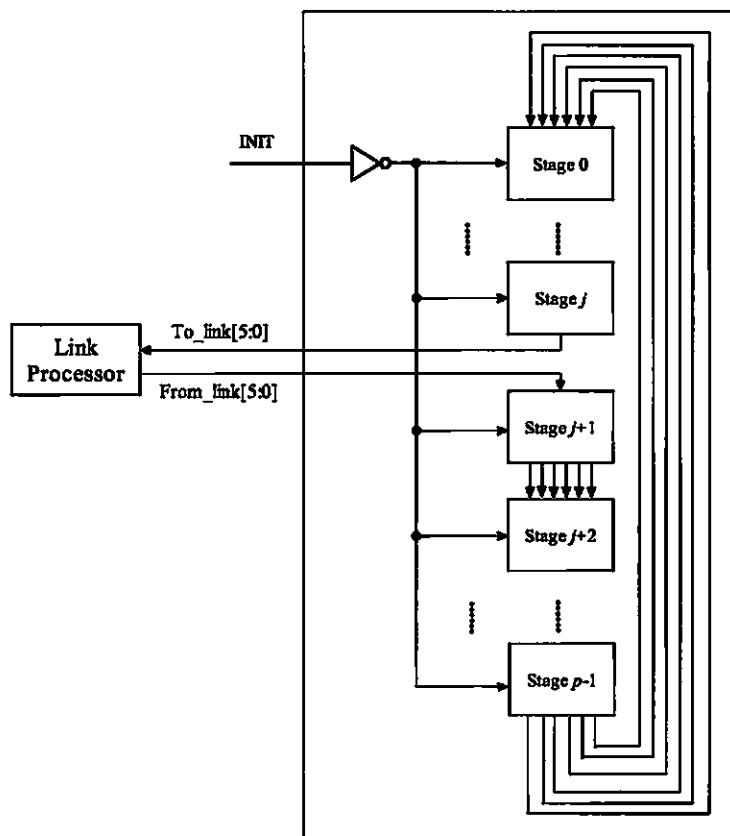 INIT
Stage 0
Stage j
To_link[5:0]
Link
Processor
From_link[5:0]
Stage j+1
Stage j+2
Stage p-1